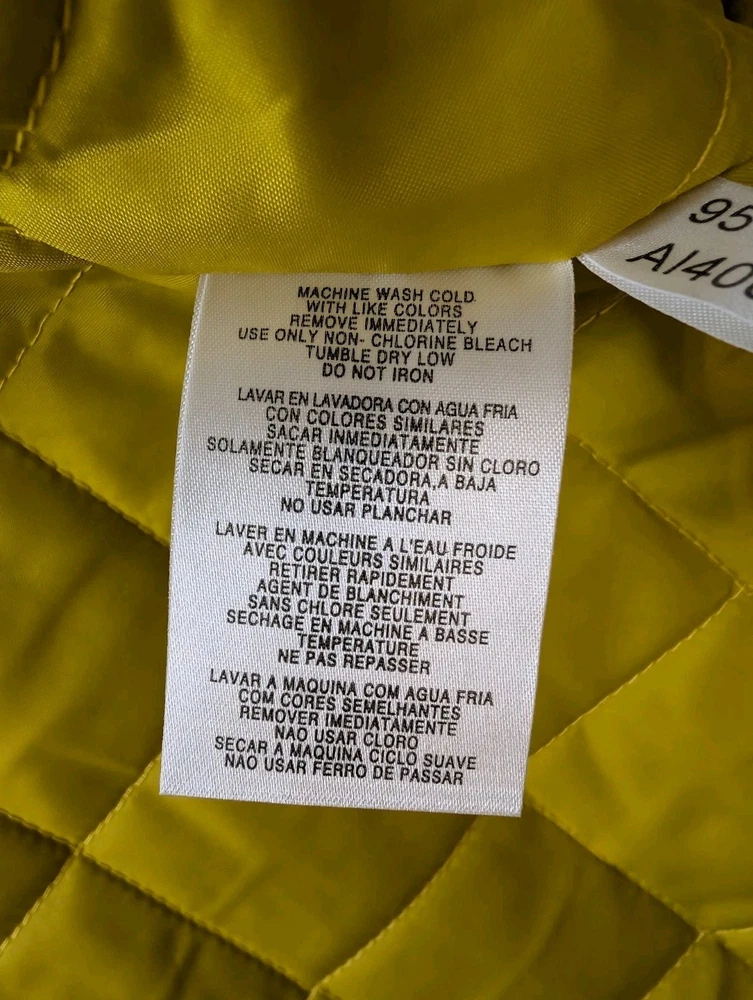 95
A/40
MACHINE WASH COLD
WITH LIKE COLORS
REMOVE IMMEDIATELY
USE ONLY NON- CHLORINE BLEACH
TUMBLE DRY LOW
DO NOT IRON
LAVAR EN LAVADORA CON AGUA FRIA
CON COLORES SIMILARES
SACAR INMEDIATAMENTE
SOLAMENTE BLANQUEADOR SIN CLORO
SECAR EN SECADORA A BAJA
TEMPERATURA
NO USAR PLANCHAR
LAVER EN MACHINE A L'EAU FROIDE
AVEC COULEURS SIMILAIRES
RETIRER RAPIDEMENT
AGENT DE BLANCHIMENT
SANS CHLORE SEULEMENT
SECHAGE EN MACHINE A BASSE
TEMPERATURE
NE PAS REPASSER
LAVAR A MAQUINA COM AGUA FRIA
COM CORES SEMELHANTES
REMOVER IMEDIATAMENTE
NAO USAR CLORO
SECAR A MAQUINA CICLO SUAVE
NAO USAR FERRO DE PASSAR